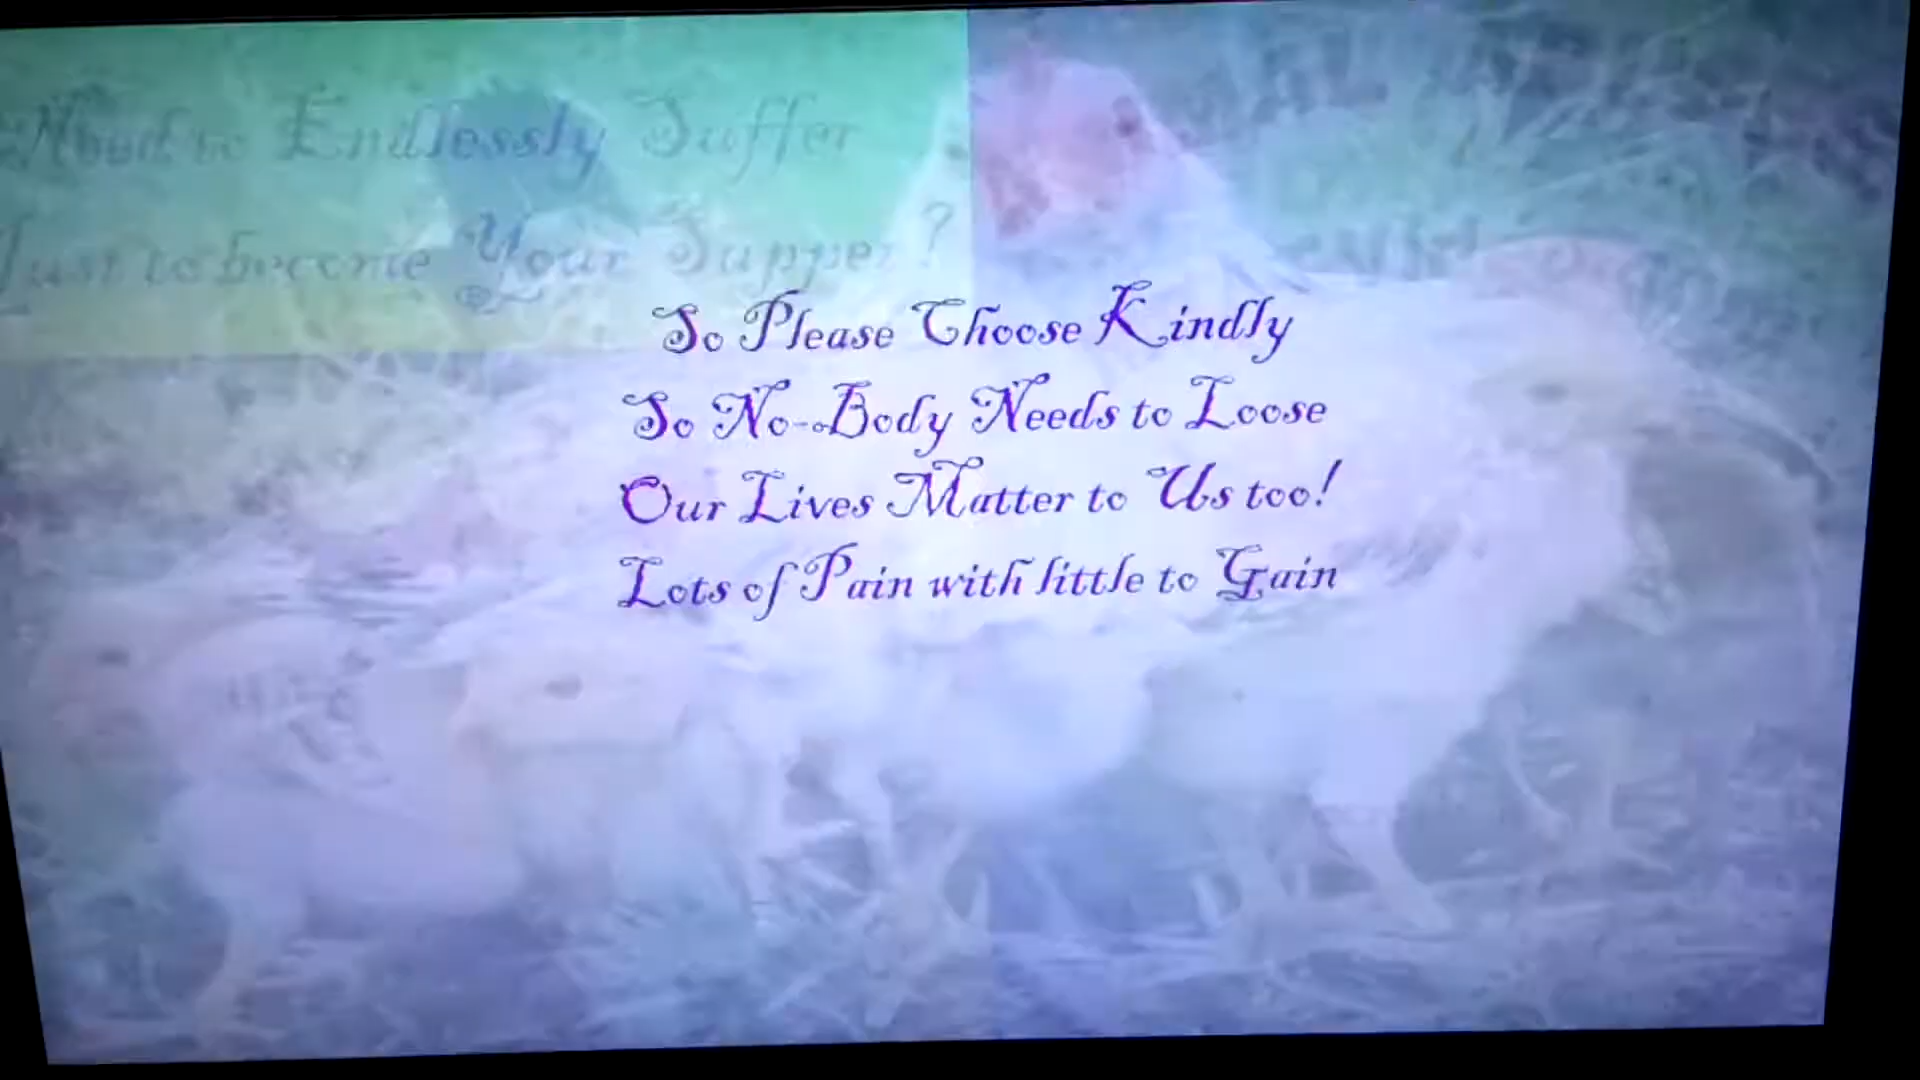 Need to Endlessly Suffer
Just to become Your Supper?
So Please Choose Kindly
So No-Body Needs to Loose
Our Lives Matter to Us too!
Lots of Pain with little to Gain